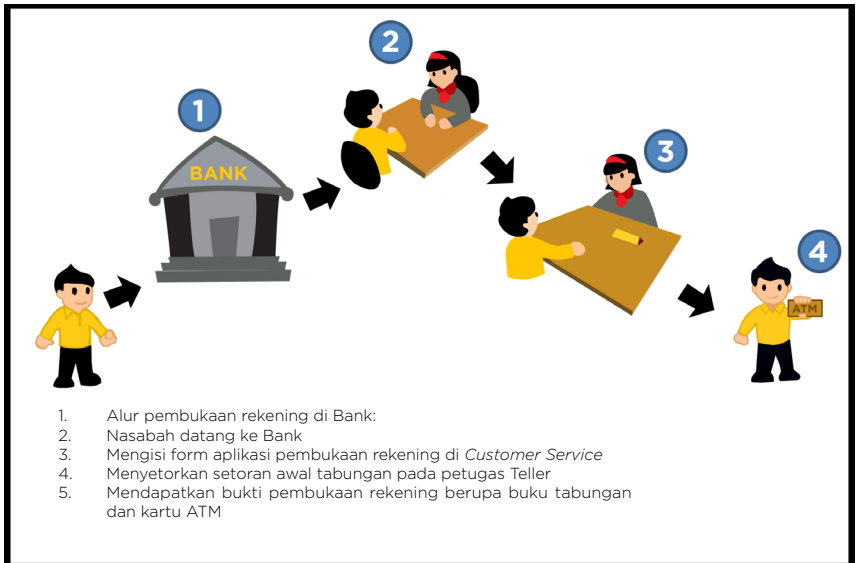 1
BANK
2
3
4
ATM
1. Alur pembukaan rekening di Bank:
2. Nasabah datang ke Bank
3. Mengisi form aplikasi pembukaan rekening di Customer Service
4. Menyetorkan setoran awal tabungan pada petugas Teller
5. Mendapatkan bukti pembukaan rekening berupa buku tabungan
dan kartu ATM